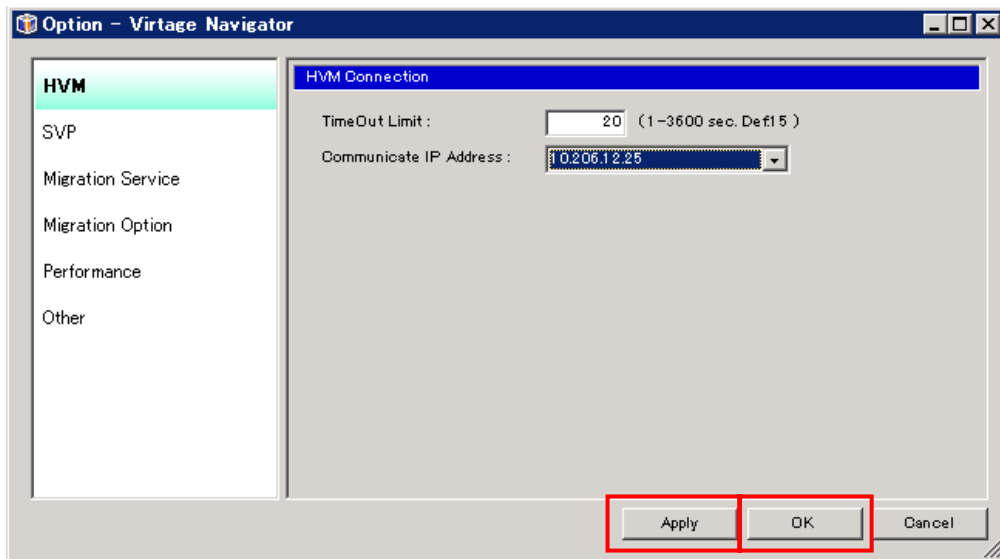 Option - Virtage Navigator
HVM
SVP
Migration Service
Migration Option
Performance
Other
HVM Connection
TimeOut Limit : 20 (1-3600 sec. Def.15 )
Communicate IP Address : 10.206.12.25
Apply OK Cancel